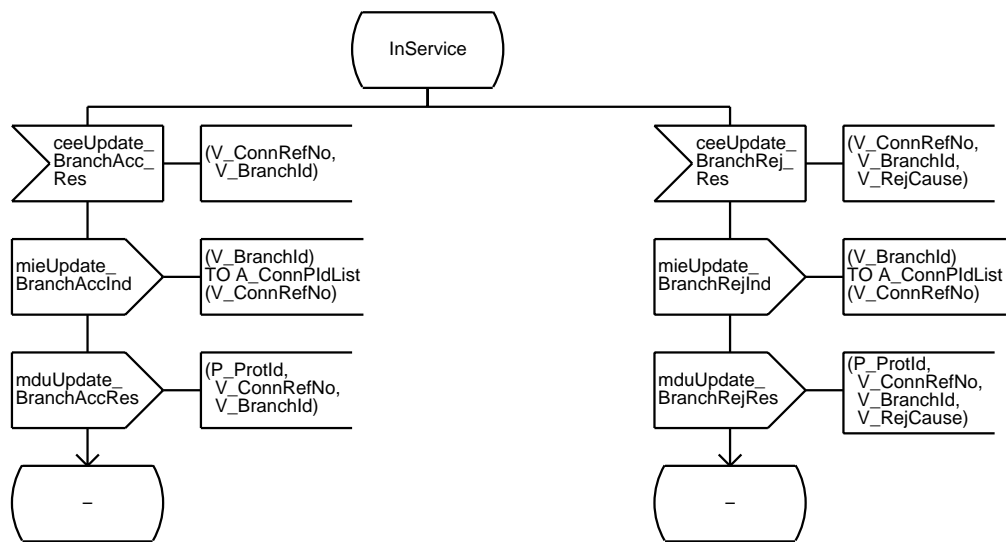 InService
ceeUpdate_
BranchAcc_
Res
(V_ConnRefNo,
V_BranchId)
mieUpdate_
BranchAccInd
(V_BranchId)
TO A_ConnPIdList
(V_ConnRefNo)
mduUpdate_
BranchAccRes
(P_ProtId,
V_ConnRefNo,
V_BranchId)
–
ceeUpdate_
BranchRej_
Res
(V_ConnRefNo,
V_BranchId,
V_RejCause)
mieUpdate_
BranchRejInd
(V_BranchId)
TO A_ConnPIdList
(V_ConnRefNo)
mduUpdate_
BranchRejRes
(P_ProtId,
V_ConnRefNo,
V_BranchId,
V_RejCause)
–